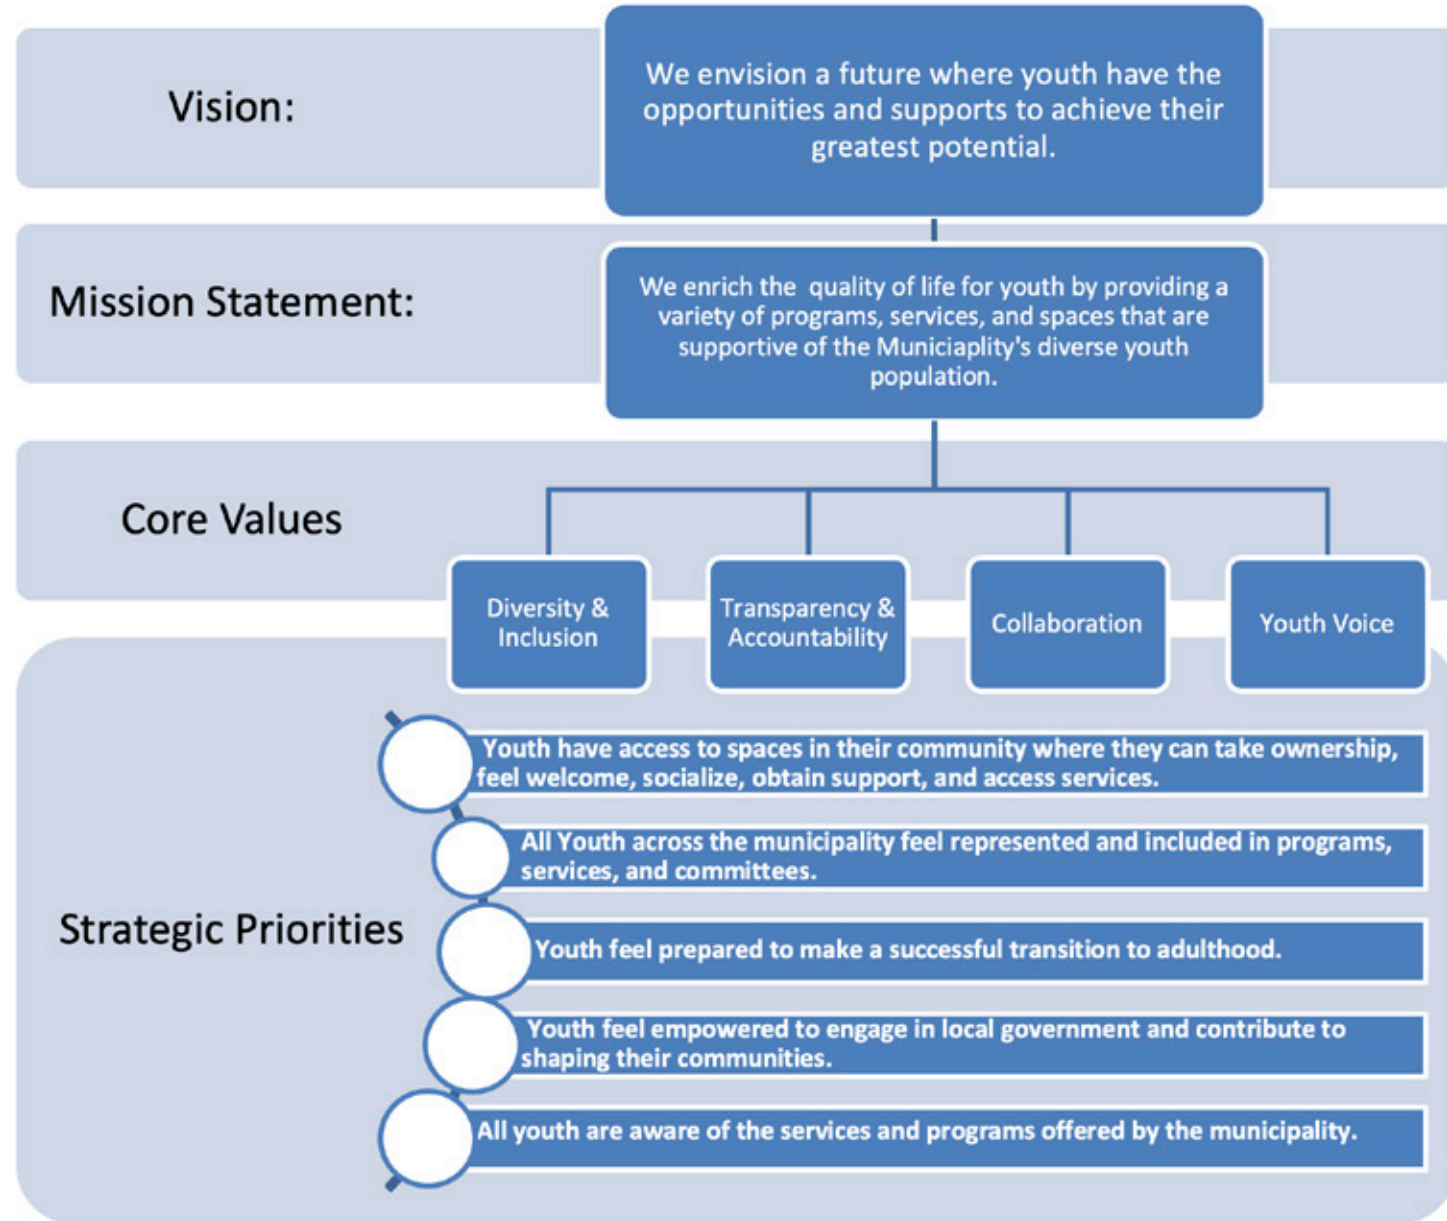 Vision:
We envision a future where youth have the
opportunities and supports to achieve their
greatest potential.
Mission Statement:
We enrich the quality of life for youth by providing a
variety of programs, services, and spaces that are
supportive of the Municiaplity's diverse youth
population.
Core Values
Diversity &
Inclusion
Transparency &
Accountability
Collaboration
Youth Voice
Strategic Priorities
Youth have access to spaces in their community where they can take ownership,
feel welcome, socialize, obtain support, and access services.
All Youth across the municipality feel represented and included in programs,
services, and committees.
Youth feel prepared to make a successful transition to adulthood.
Youth feel empowered to engage in local government and contribute to
shaping their communities.
All youth are aware of the services and programs offered by the municipality.